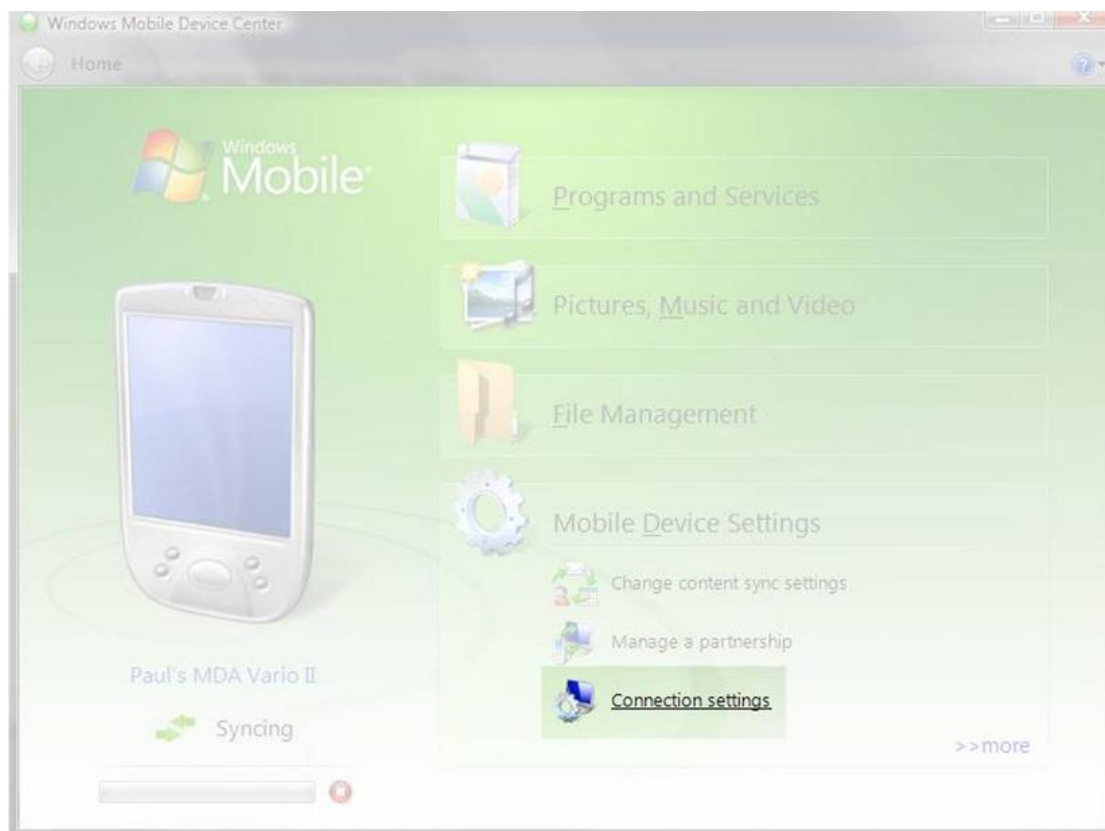 Windows Mobile Device Center
Home
Windows
Mobile
Programs and Services
Pictures, Music and Video
File Management
Mobile Device Settings
Change content sync settings
Manage a partnership
Connection settings
>>more
Paul's MDA Vario II
Syncing